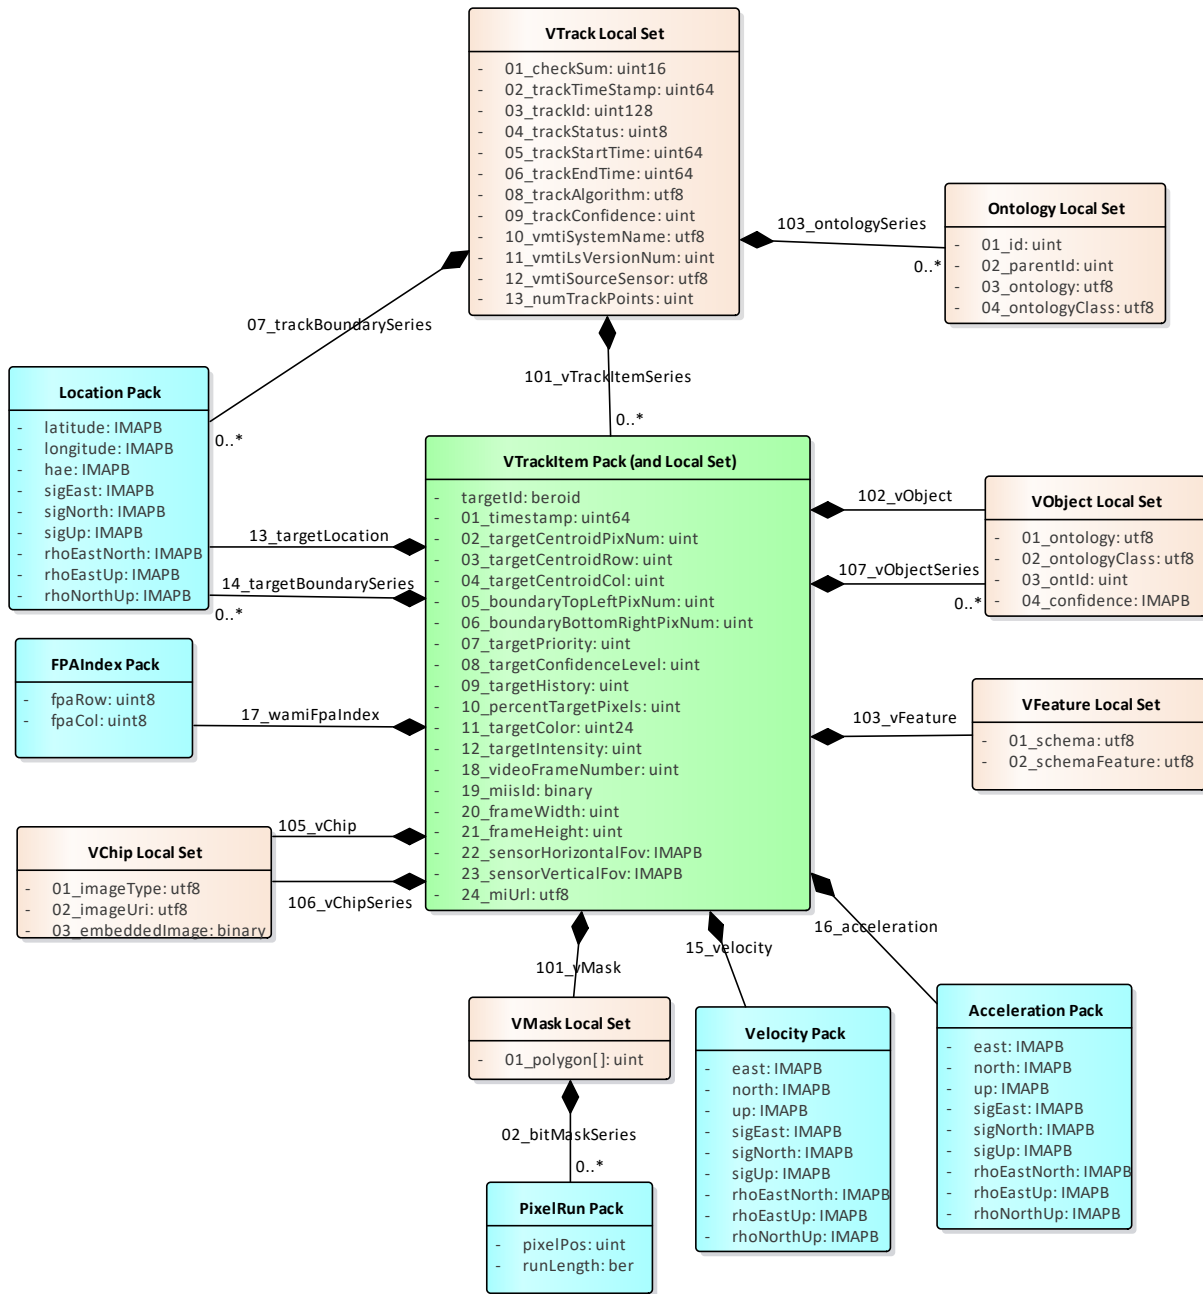 VTrack Local Set
- 01_checkSum: uint16
- 02_trackTimeStamp: uint64
- 03_trackId: uint128
- 04_trackStatus: uint8
- 05_trackStartTime: uint64
- 06_trackEndTime: uint64
- 08_trackAlgorithm: utf8
- 09_trackConfidence: uint
- 10_vmtiSystemName: utf8
- 11_vmtiLsVersionNum: uint
- 12_vmtiSourceSensor: utf8
- 13_numTrackPoints: uint
103_ontologySeries
0..*
Ontology Local Set
- 01_id: uint
- 02_parentId: uint
- 03_ontology: utf8
- 04_ontologyClass: utf8
07_trackBoundarySeries
0..*
101_vTrackItemSeries
0..*
Location Pack
- latitude: IMAPB
- longitude: IMAPB
- hae: IMAPB
- sigEast: IMAPB
- sigNorth: IMAPB
- sigUp: IMAPB
- rhoEastNorth: IMAPB
- rhoEastUp: IMAPB
- rhoNorthUp: IMAPB
13_targetLocation
14_targetBoundarySeries
0..*
VTrackItem Pack (and Local Set)
- targetId: beroid
- 01_timestamp: uint64
- 02_targetCentroidPixNum: uint
- 03_targetCentroidRow: uint
- 04_targetCentroidCol: uint
- 05_boundaryTopLeftPixNum: uint
- 06_boundaryBottomRightPixNum: uint
- 07_targetPriority: uint
- 08_targetConfidenceLevel: uint
- 09_targetHistory: uint
- 10_percentTargetPixels: uint
- 11_targetColor: uint24
- 12_targetIntensity: uint
- 18_videoFrameNumber: uint
- 19_miisId: binary
- 20_frameWidth: uint
- 21_frameHeight: uint
- 22_sensorHorizontalFov: IMAPB
- 23_sensorVerticalFov: IMAPB
- 24_miUrl: utf8
102_vObject
107_vObjectSeries
0..*
VObject Local Set
- 01_ontology: utf8
- 02_ontologyClass: utf8
- 03_ontId: uint
- 04_confidence: IMAPB
FPAIndex Pack
- fpaRow: uint8
- fpaCol: uint8
17_wamiFpaIndex
103_vFeature
VFeature Local Set
- 01_schema: utf8
- 02_schemaFeature: utf8
VChip Local Set
- 01_imageType: utf8
- 02_imageUri: utf8
- 03_embeddedImage: binary
105_vChip
106_vChipSeries
101_vMask
15_velocity
16_acceleration
VMask Local Set
- 01_polygon[]: uint
02_bitMaskSeries
0..*
PixelRun Pack
- pixelPos: uint
- runLength: ber
Velocity Pack
- east: IMAPB
- north: IMAPB
- up: IMAPB
- sigEast: IMAPB
- sigNorth: IMAPB
- sigUp: IMAPB
- rhoEastNorth: IMAPB
- rhoEastUp: IMAPB
- rhoNorthUp: IMAPB
Acceleration Pack
- east: IMAPB
- north: IMAPB
- up: IMAPB
- sigEast: IMAPB
- sigNorth: IMAPB
- sigUp: IMAPB
- rhoEastNorth: IMAPB
- rhoEastUp: IMAPB
- rhoNorthUp: IMAPB